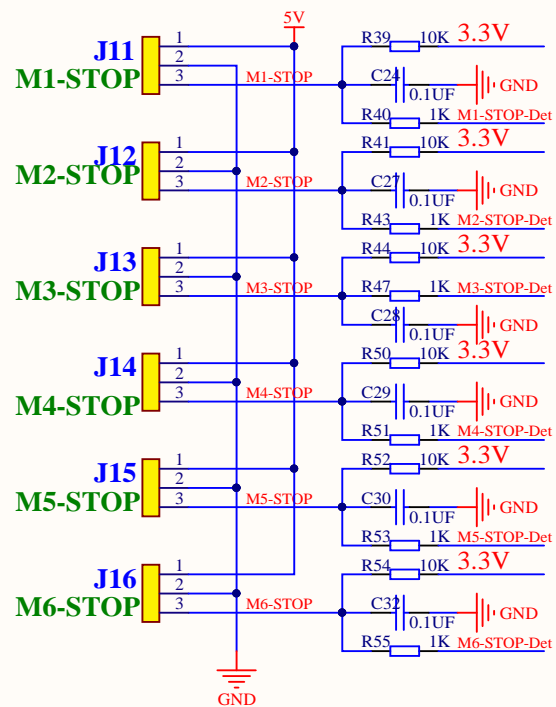 5V
J11
M1-STOP
1
2
3
M1-STOP
R39 10K 3.3V
C24 0.1UF GND
R40 1K M1-STOP-Det
J12
M2-STOP
1
2
3
M2-STOP
R41 10K 3.3V
C27 0.1UF GND
R43 1K M2-STOP-Det
J13
M3-STOP
1
2
3
M3-STOP
R44 10K 3.3V
R47 1K M3-STOP-Det
C28 0.1UF GND
J14
M4-STOP
1
2
3
M4-STOP
R50 10K 3.3V
C29 0.1UF GND
R51 1K M4-STOP-Det
J15
M5-STOP
1
2
3
M5-STOP
R52 10K 3.3V
C30 0.1UF GND
R53 1K M5-STOP-Det
J16
M6-STOP
1
2
3
M6-STOP
R54 10K 3.3V
C32 0.1UF GND
R55 1K M6-STOP-Det
GND